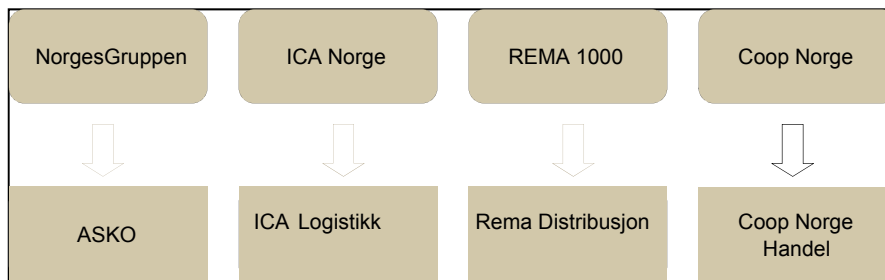 NorgesGruppen
ICA Norge
REMA 1000
Coop Norge
ASKO
ICA Logistikk
Rema Distribusjon
Coop Norge
Handel